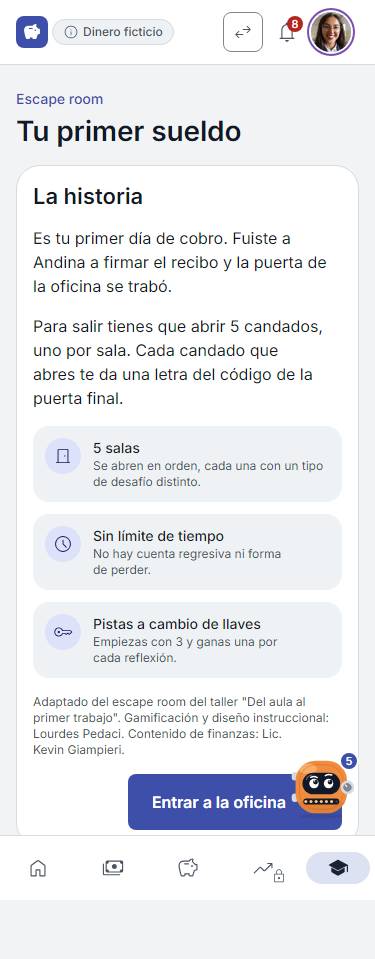 Dinero ficticio
8
Escape room
Tu primer sueldo
La historia
Es tu primer día de cobro. Fuiste a
Andina a firmar el recibo y la puerta de
la oficina se trabó.
Para salir tienes que abrir 5 candados,
uno por sala. Cada candado que
abres te da una letra del código de la
puerta final.
5 salas
Se abren en orden, cada una con un tipo
de desafío distinto.
Sin límite de tiempo
No hay cuenta regresiva ni forma
de perder.
Pistas a cambio de llaves
Empiezas con 3 y ganas una por
cada reflexión.
Adaptado del escape room del taller "Del aula al
primer trabajo". Gamificación y diseño instruccional:
Lourdes Pedaci. Contenido de finanzas: Lic.
Kevin Giampieri.
5
Entrar a la oficina